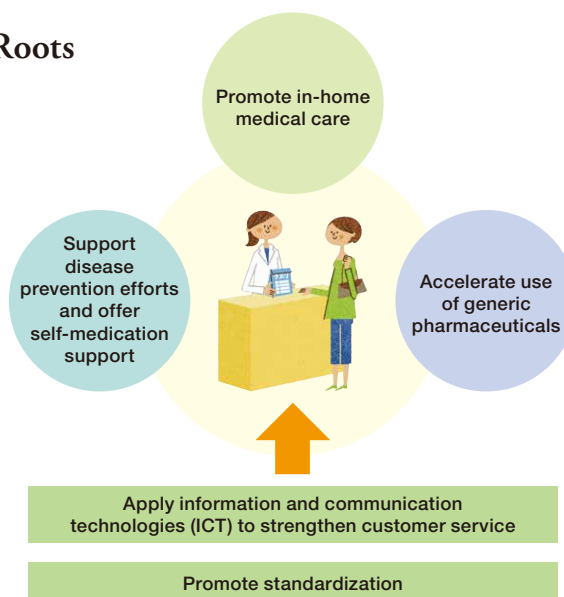 Roots
Promote in-home
medical care
Support
disease
prevention efforts
and offer
self-medication
support
Accelerate use
of generic
pharmaceuticals
Apply information and communication
technologies (ICT) to strengthen customer service
Promote standardization